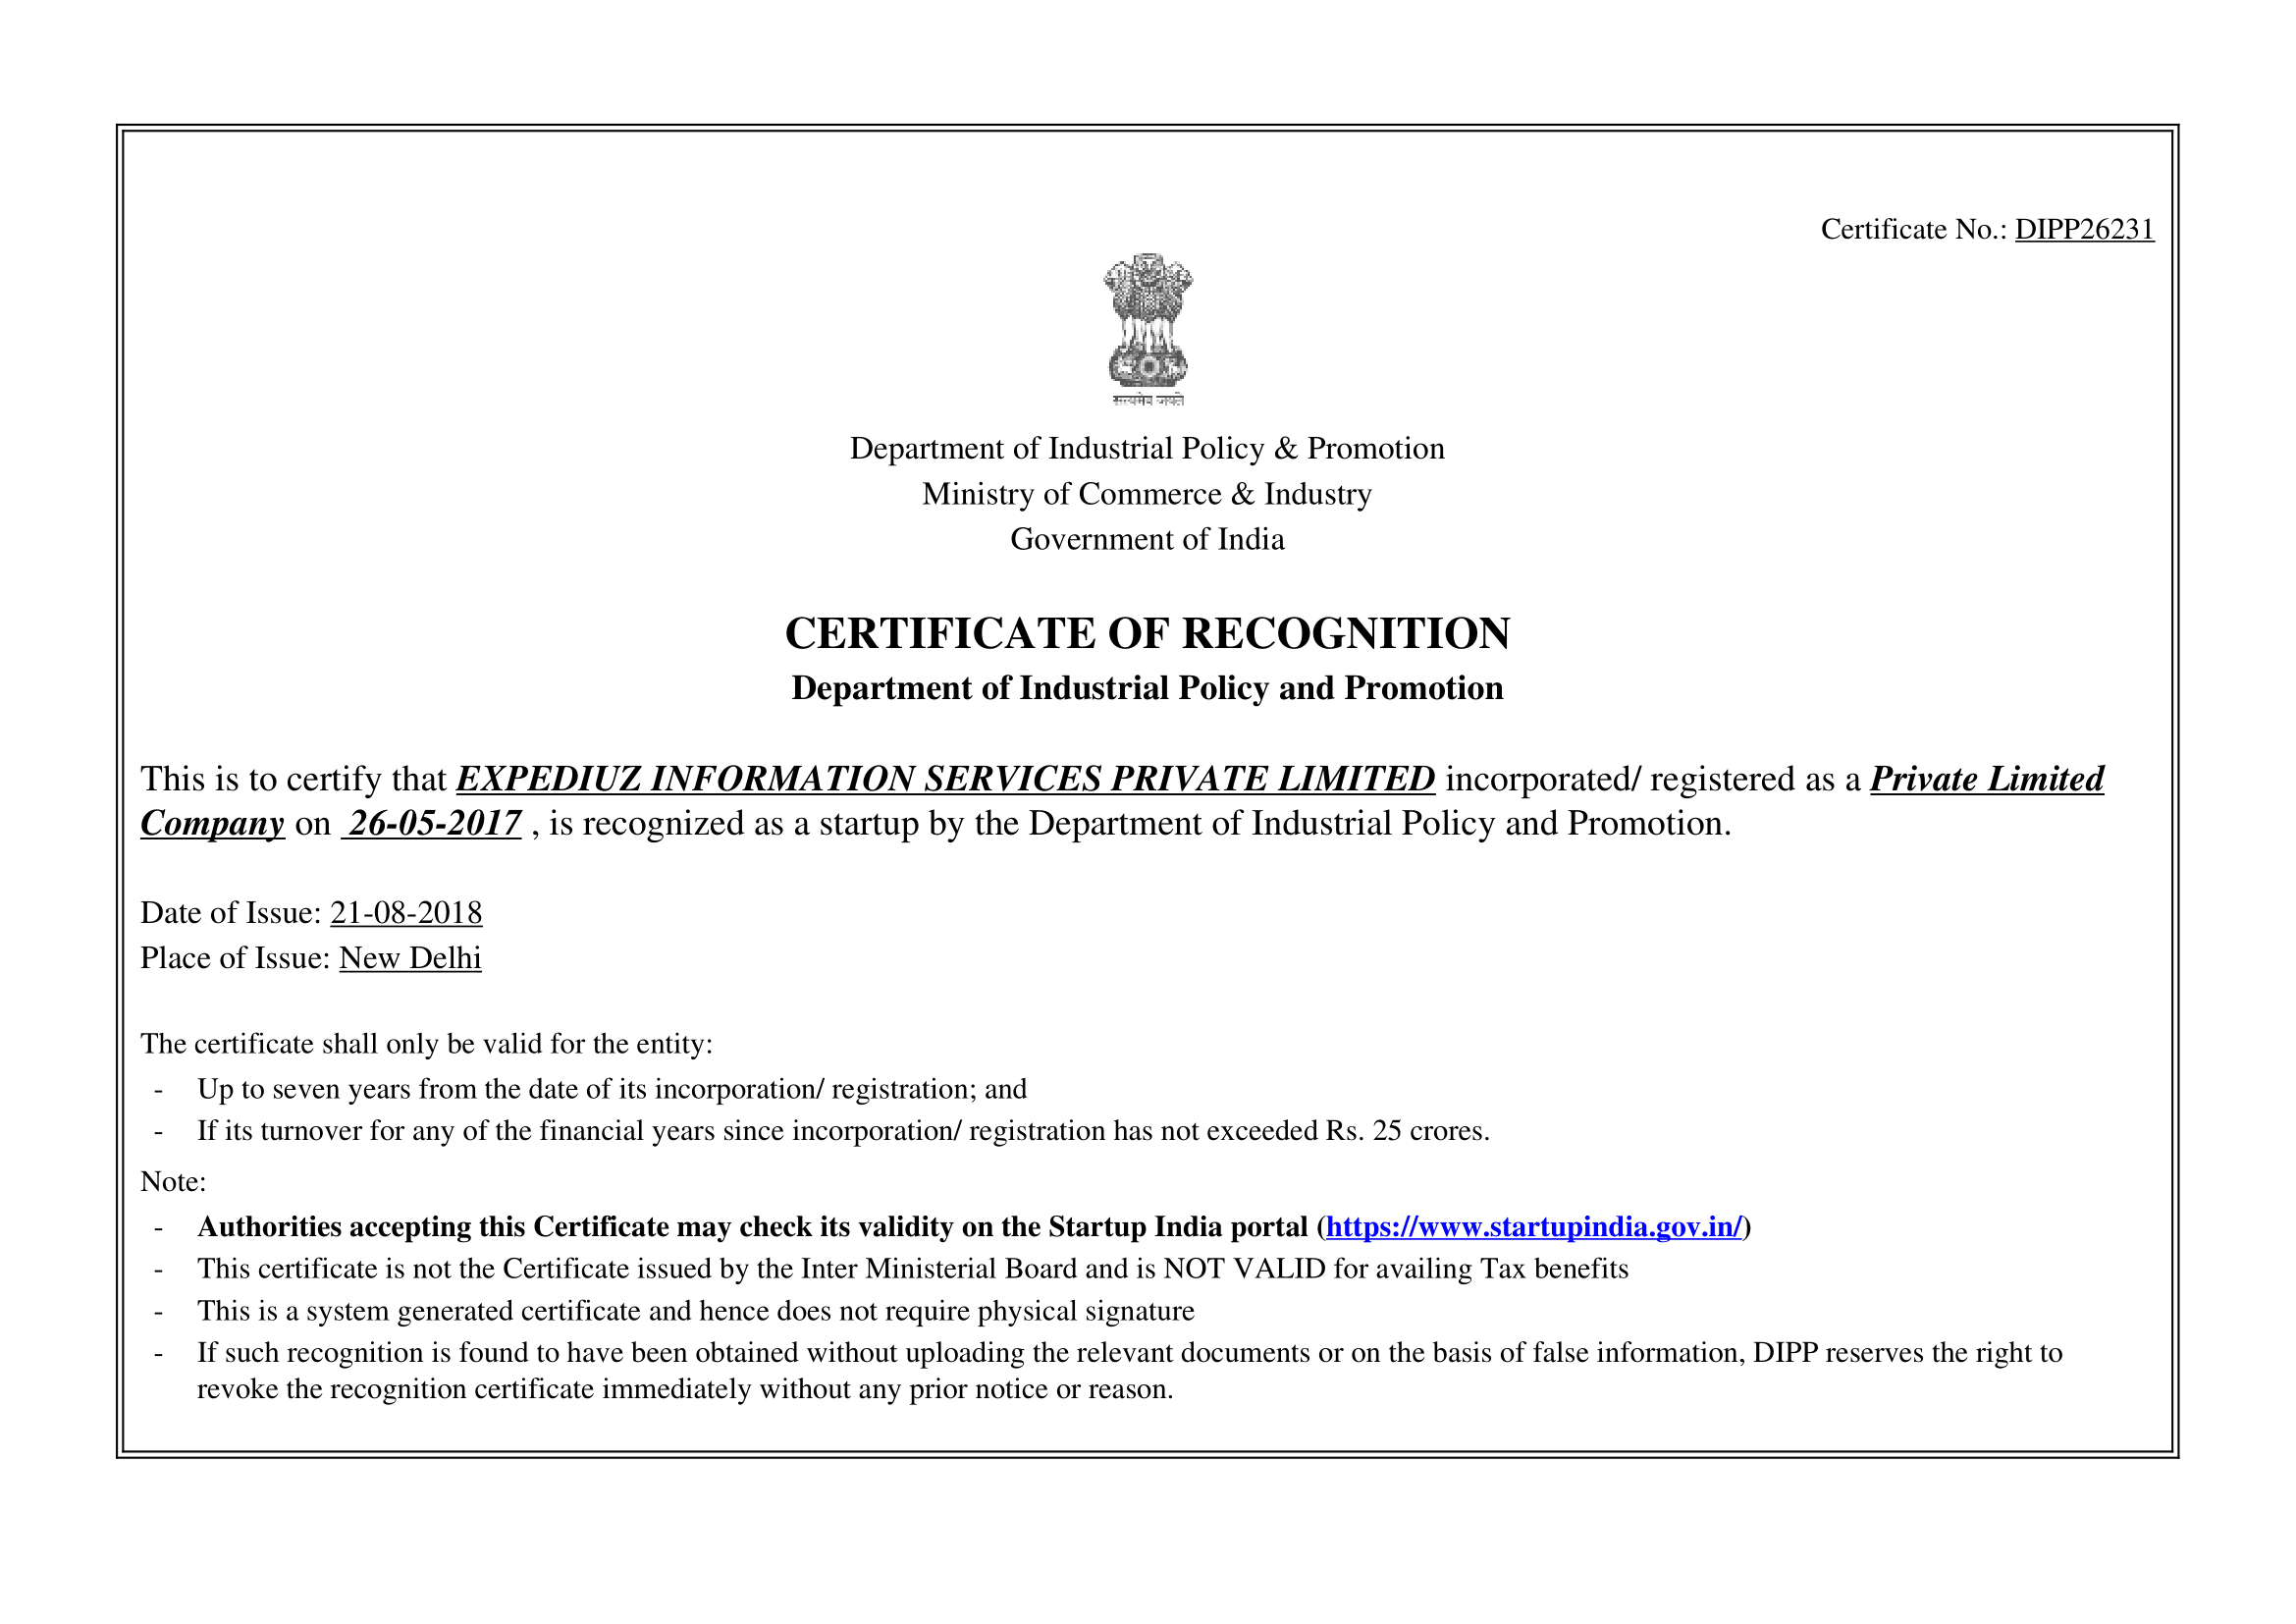 Certificate No.: DIPP26231
सत्यमेव जयते
Department of Industrial Policy & Promotion
Ministry of Commerce & Industry
Government of India
CERTIFICATE OF RECOGNITION
Department of Industrial Policy and Promotion
This is to certify that EXPEDIUZ INFORMATION SERVICES PRIVATE LIMITED incorporated/ registered as a Private Limited
Company on 26-05-2017 , is recognized as a startup by the Department of Industrial Policy and Promotion.
Date of Issue: 21-08-2018
Place of Issue: New Delhi
The certificate shall only be valid for the entity:
- Up to seven years from the date of its incorporation/ registration; and
- If its turnover for any of the financial years since incorporation/ registration has not exceeded Rs. 25 crores.
Note:
- Authorities accepting this Certificate may check its validity on the Startup India portal (https://www.startupindia.gov.in/)
- This certificate is not the Certificate issued by the Inter Ministerial Board and is NOT VALID for availing Tax benefits
- This is a system generated certificate and hence does not require physical signature
- If such recognition is found to have been obtained without uploading the relevant documents or on the basis of false information, DIPP reserves the right to
revoke the recognition certificate immediately without any prior notice or reason.